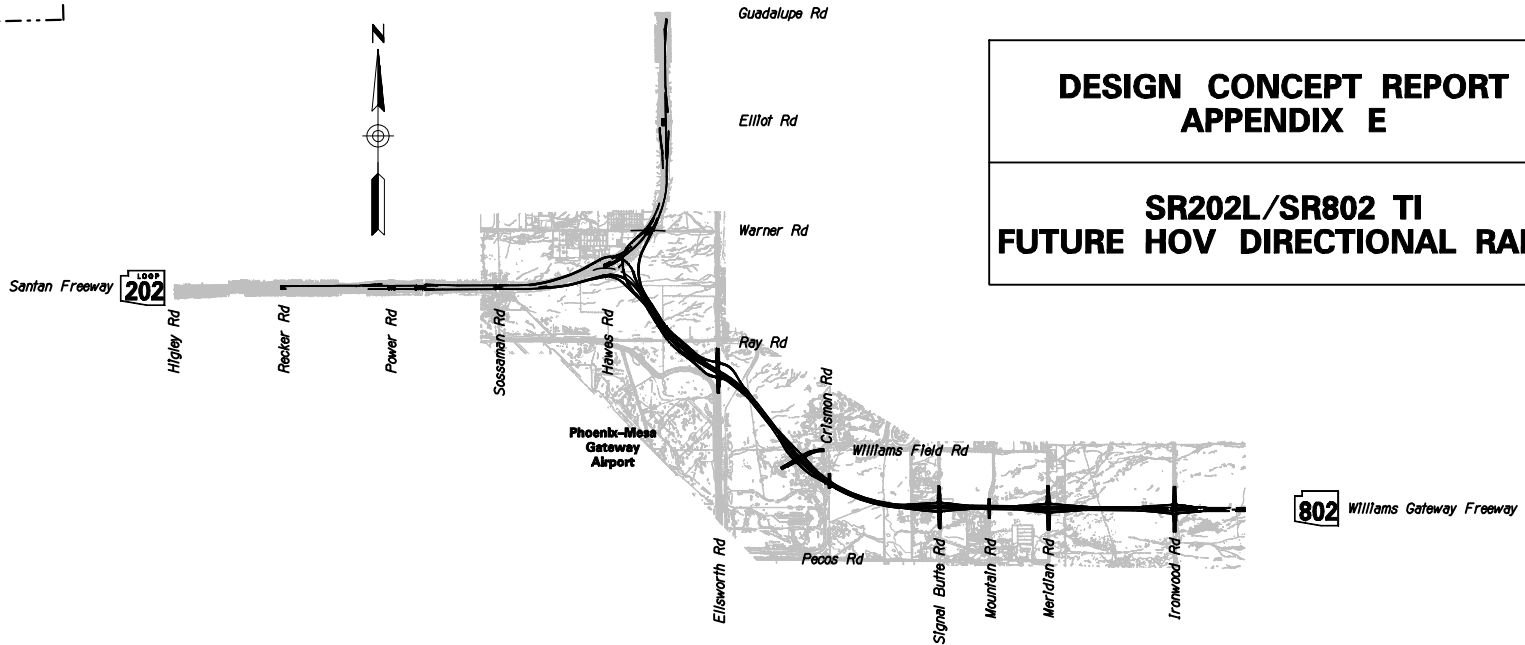 Guadalupe Rd
N
DESIGN CONCEPT REPORT
APPENDIX E
Elliot Rd
SR202L/SR802 TI
FUTURE HOV DIRECTIONAL
Warner Rd
Santan Freeway
LOOP
202
Higley Rd
Recker Rd
Power Rd
Sossaman Rd
Hawes Rd
Ray Rd
Crismon Rd
Phoenix-Mesa
Gateway
Airport
Williams Field Rd
802
Williams Gateway Freeway
Pecos Rd
Ellsworth Rd
Signal Butte Rd
Mountain Rd
Meridian Rd
Ironwood Rd